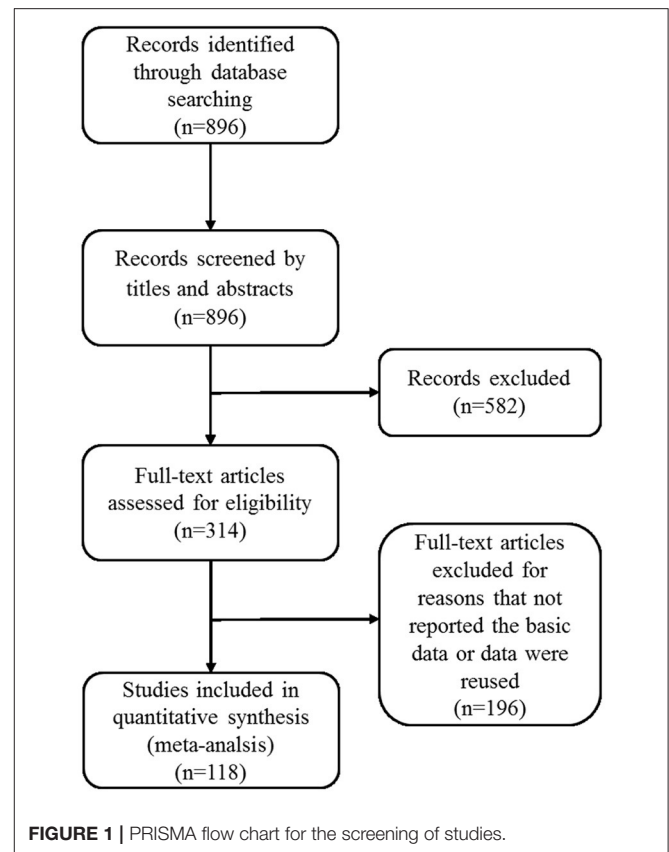 Records identified
through database
searching
(n=896)
Records screened by
titles and abstracts
(n=896)
Records excluded
(n=582)
Full-text articles
assessed for eligibility
(n=314)
Full-text articles
excluded for
reasons that not
reported the basic
data or data were
reused
(n=196)
Studies included in
quantitative synthesis
(meta-analsis)
(n=118)
FIGURE 1 | PRISMA flow chart for the screening of studies.